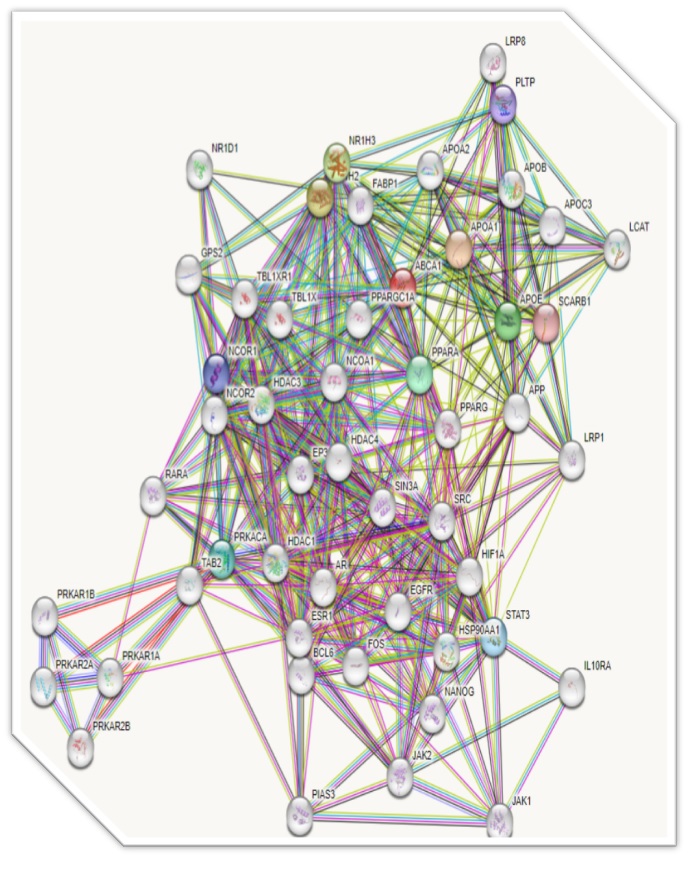 LRP8
PLTP
NR1H3
NR1D1
APOA2
H2
FABP1
APOB
APOC3
LCAT
APOA1
GPS2
ABCA1
TBL1XR1
TBL1X
PPARGC1A
APOE
SCARB1
NCOR1
NCOA1
PPARA
HDAC3
NCOR2
PPARG
APP
HDAC4
LRP1
EP3
RARA
SIN3A
SRC
PRKACA
HDAC1
HIF1A
TAB2
AR
PRKAR1B
EGFR
ESR1
STAT3
HSP90AA1
BCL6
FOS
PRKAR2A
PRKAR1A
IL10RA
NANOG
PRKAR2B
JAK2
PIAS3
JAK1